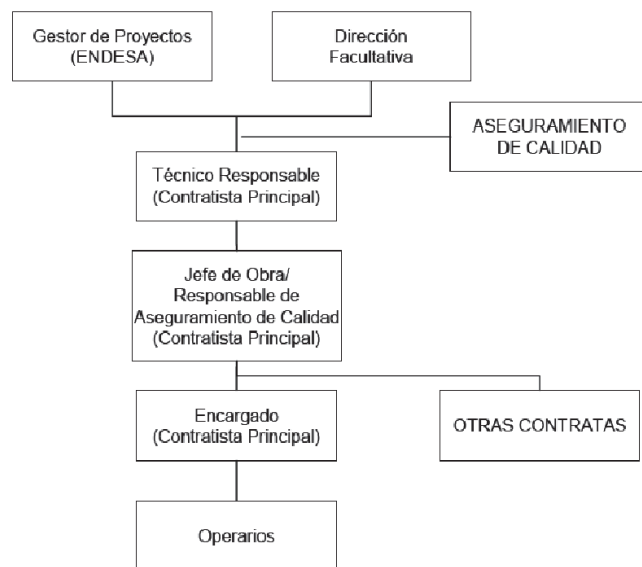 Gestor de Proyectos
(ENDESA)
Dirección
Facultativa
ASEGURAMIENTO
DE CALIDAD
Técnico Responsable
(Contratista Principal)
Jefe de Obra/
Responsable de
Aseguramiento de Calidad
(Contratista Principal)
Encargado
(Contratista Principal)
OTRAS CONTRATAS
Operarios